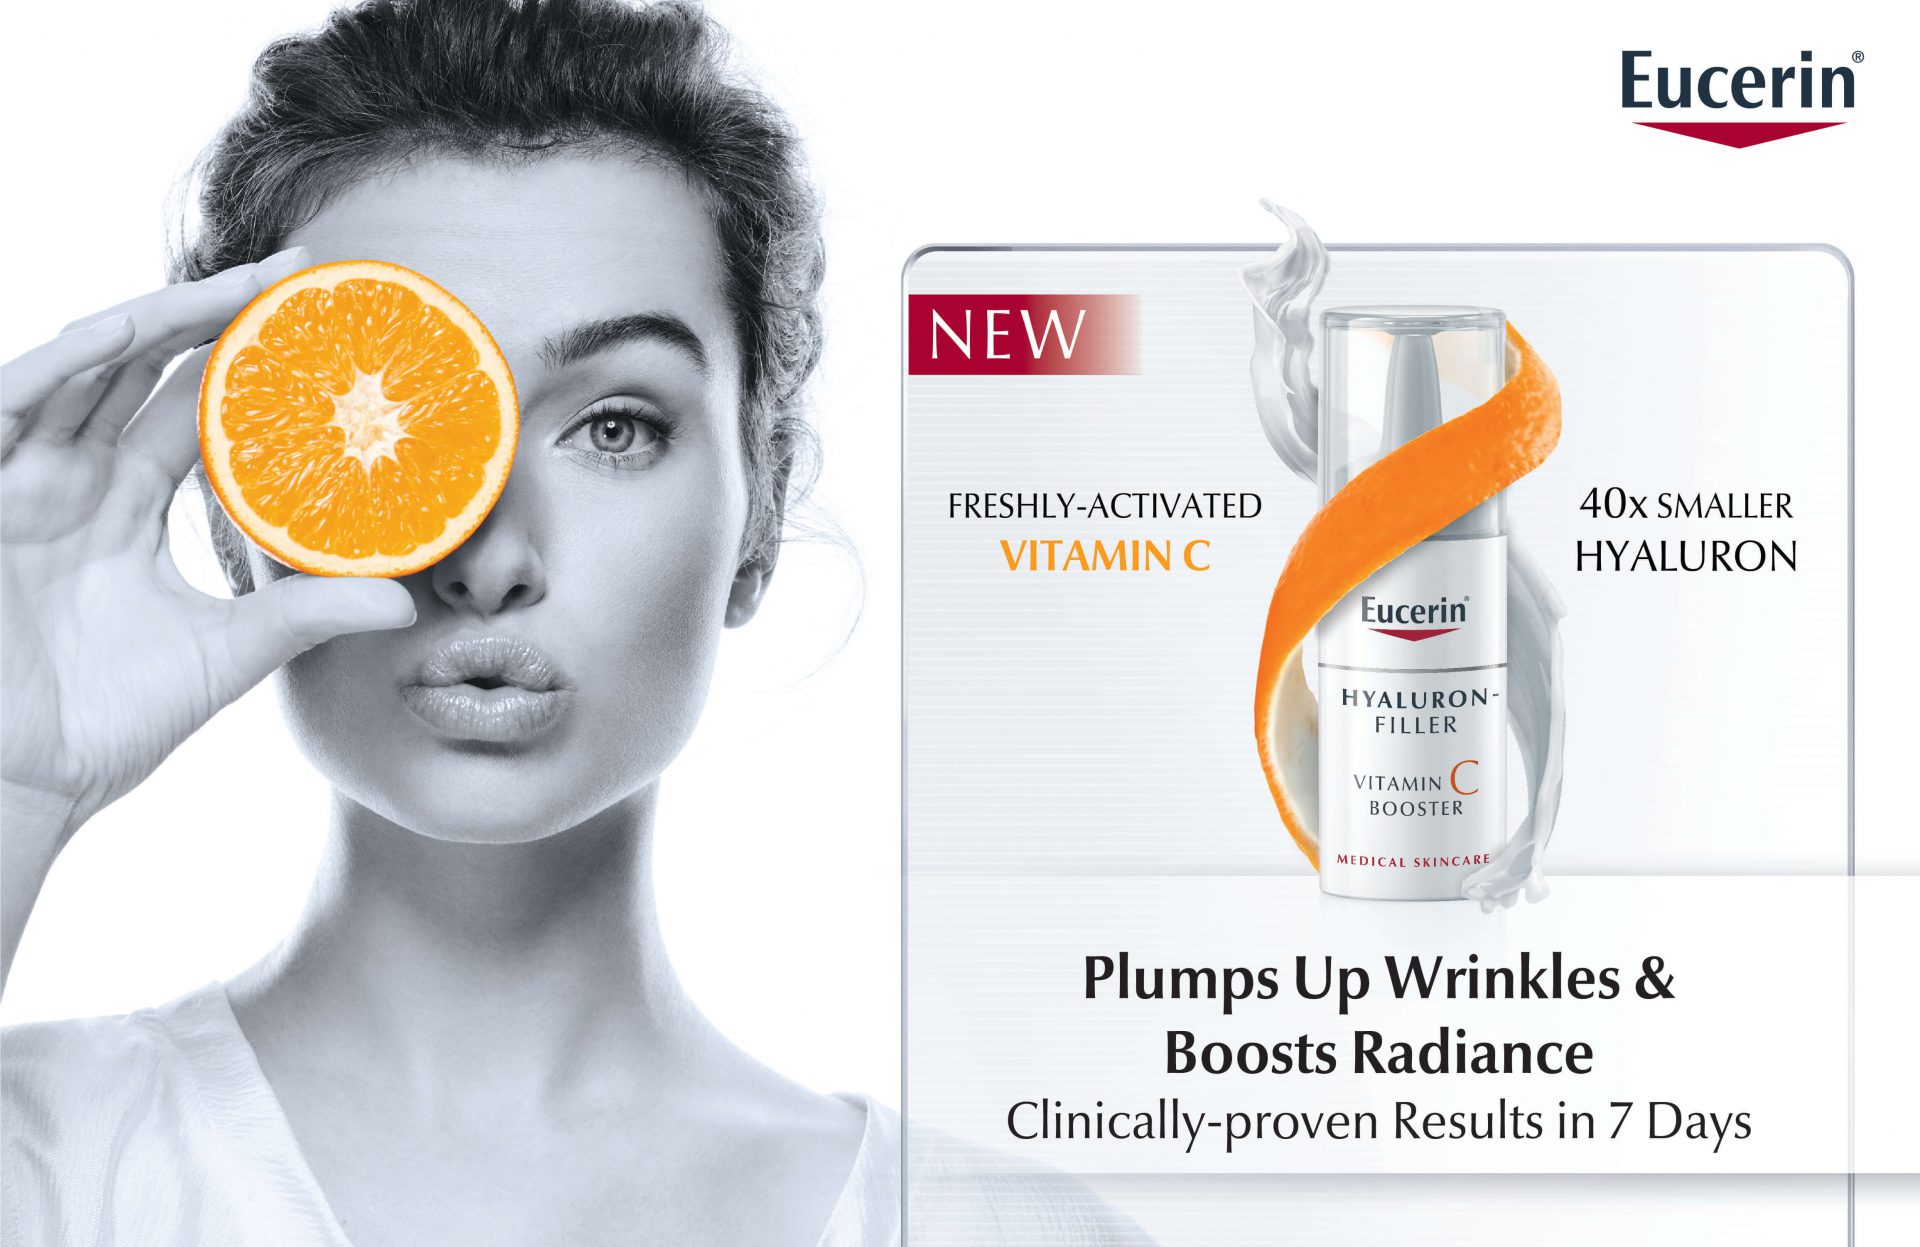 Eucerin®
NEW
FRESHLY-ACTIVATED
VITAMIN C
40x SMALLER
HYALURON
Eucerin®
HYALURON-
FILLER
VITAMIN C
BOOSTER
MEDICAL SKINCARE
Plumps Up Wrinkles &
Boosts Radiance
Clinically-proven Results in 7 Days